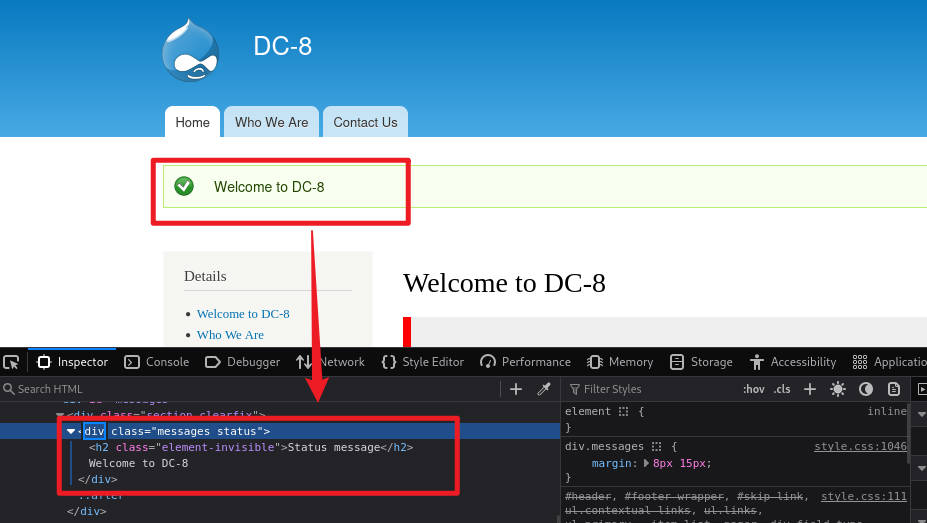 DC-8
Home Who We Are Contact Us
Welcome to DC-8
Details
Welcome to DC-8
Who We Are
Welcome to DC-8
Inspector Console Debugger Network Style Editor Performance Memory Storage Accessibility Applicatio
Search HTML
<div class="section clearfix">
<div class="messages status">
<h2 class="element-invisible">Status message</h2>
Welcome to DC-8
</div>
::after
</div>
Filter Styles :hov .cls
element { inline
}
div.messages { style.css:1046
margin: 8px 15px;
}
#header, #footer-wrapper, #skip-link, style.css:111
ul.contextual-links, ul.links,